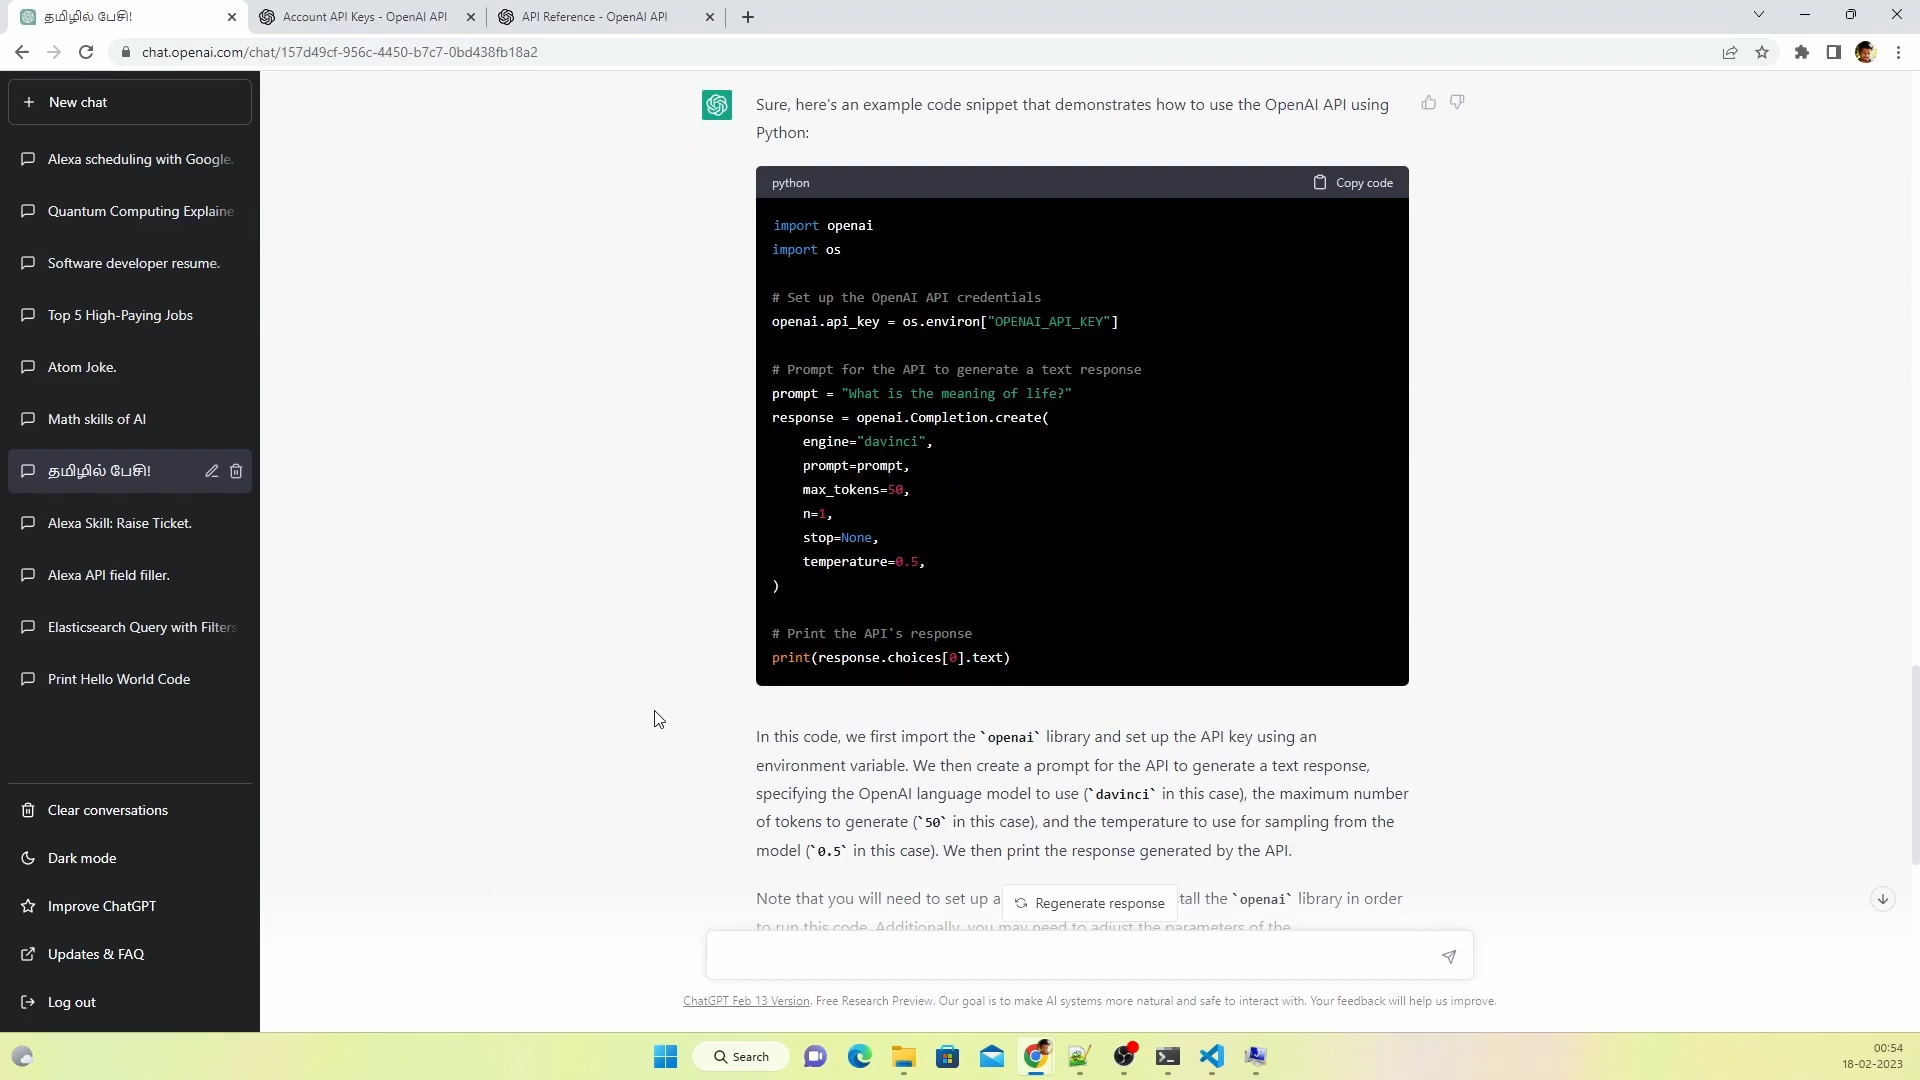 தமிழில் பேசி!
Account API Keys - OpenAI API
API Reference - OpenAI API
chat.openai.com/chat/157d49cf-956c-4450-b7c7-0bd438fb18a2
New chat
Alexa scheduling with Google.
Quantum Computing Explaine
Software developer resume.
Top 5 High-Paying Jobs
Atom Joke.
Math skills of AI
தமிழில் பேசி!
Alexa Skill: Raise Ticket.
Alexa API field filler.
Elasticsearch Query with Filters
Print Hello World Code
Clear conversations
Dark mode
Improve ChatGPT
Updates & FAQ
Log out
Sure, here's an example code snippet that demonstrates how to use the OpenAI API using
Python:
python
Copy code
import openai
import os
# Set up the OpenAI API credentials
openai.api_key = os.environ["OPENAI_API_KEY"]
# Prompt for the API to generate a text response
prompt = "What is the meaning of life?"
response = openai.Completion.create(
engine="davinci",
prompt=prompt,
max_tokens=50,
n=1,
stop=None,
temperature=0.5,
)
# Print the API's response
print(response.choices[0].text)
In this code, we first import the `openai` library and set up the API key using an
environment variable. We then create a prompt for the API to generate a text response,
specifying the OpenAI language model to use (`davinci` in this case), the maximum number
of tokens to generate (`50` in this case), and the temperature to use for sampling from the
model (`0.5` in this case). We then print the response generated by the API.
Note that you will need to set up a
Regenerate response
tall the `openai` library in order
to run this code. Additionally, you may need to adjust the parameters of the
ChatGPT Feb 13 Version. Free Research Preview. Our goal is to make AI systems more natural and safe to interact with. Your feedback will help us improve.
Search
00:54
18-02-2023